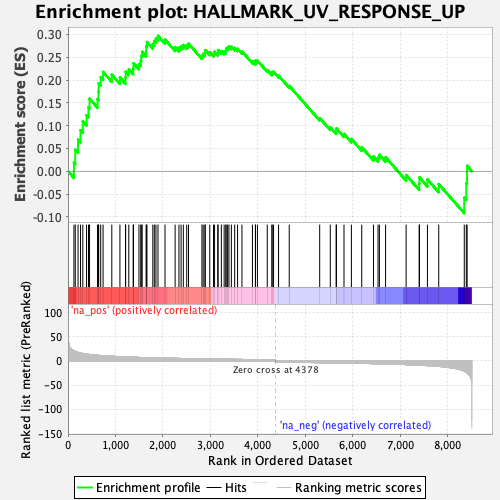 Enrichment plot: HALLMARK_UV_RESPONSE_UP
Enrichment score (ES)
0.30
0.25
0.20
0.15
0.10
0.05
0.00
-0.05
-0.10
Ranked list metric (PreRanked)
'na_pos' (positively correlated)
100
50
0
-50
-100
-150
Zero cross at 4378
'na_neg' (negatively correlated)
0 1,000 2,000 3,000 4,000 5,000 6,000 7,000 8,000
Rank in Ordered Dataset
Enrichment profile Hits Ranking metric scores